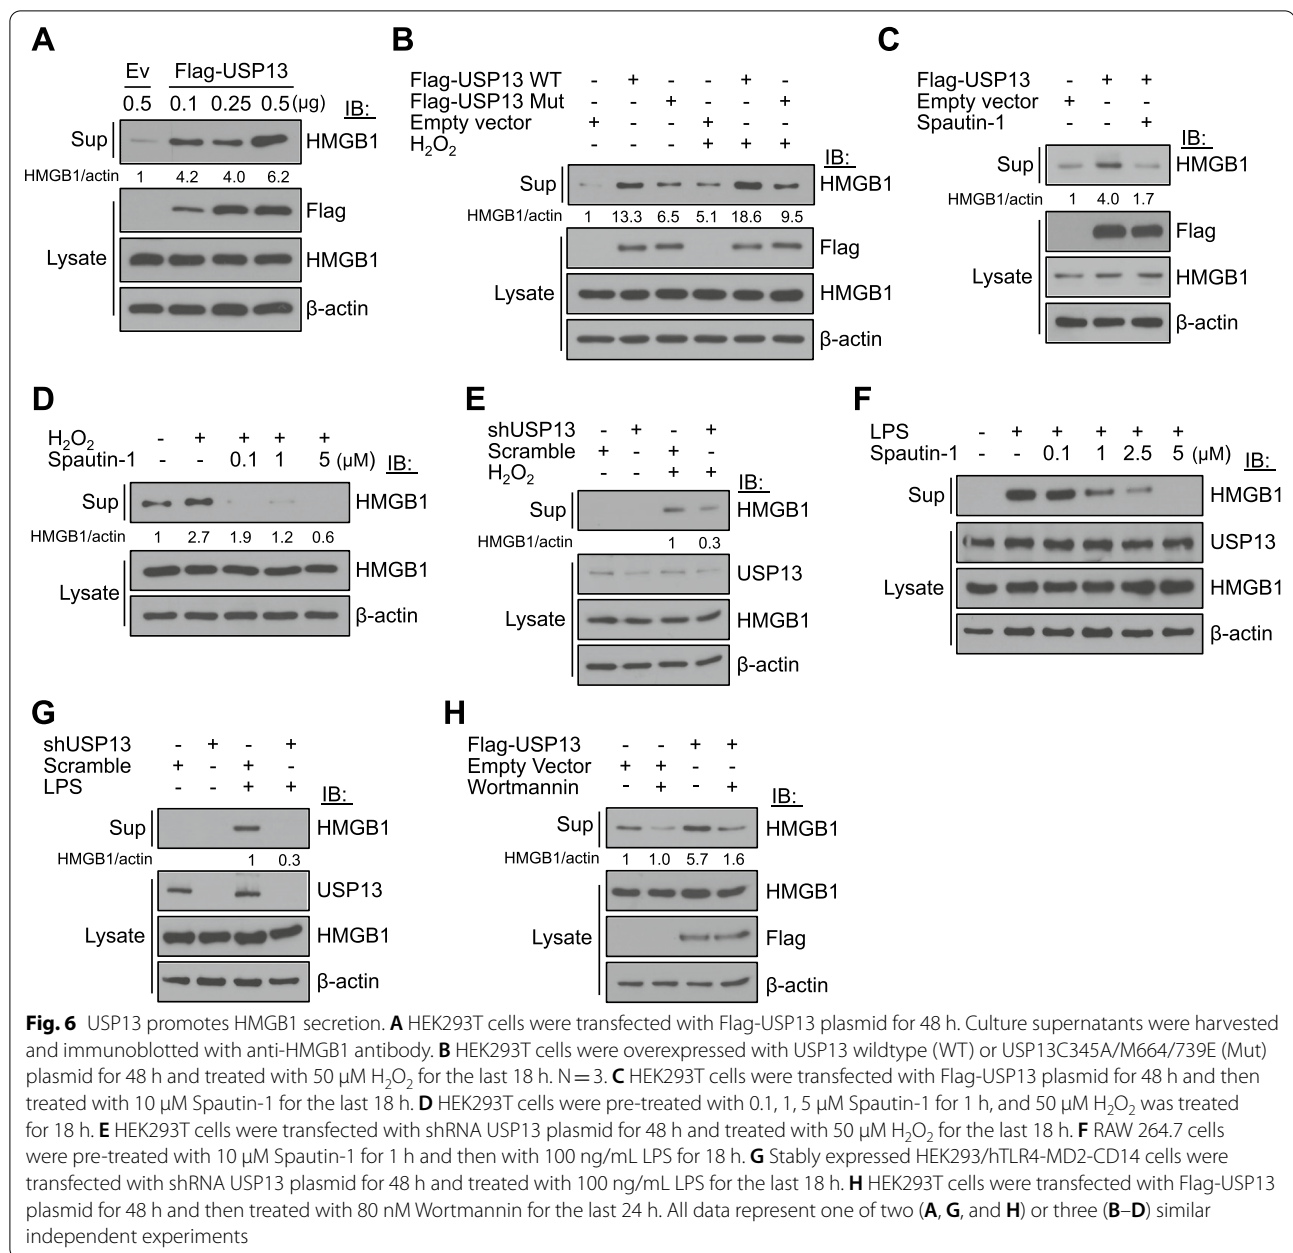 A
Ev Flag-USP13
0.5 0.1 0.25 0.5 (μg) IB:
Sup HMGB1
HMGB1/actin 1 4.2 4.0 6.2
Flag
Lysate HMGB1
β-actin
B
Flag-USP13 WT - + - - + -
Flag-USP13 Mut - - + - - +
Empty vector + - - + - -
H₂O₂ - - - + + +
IB:
Sup HMGB1
HMGB1/actin 1 13.3 6.5 5.1 18.6 9.5
Flag
Lysate HMGB1
β-actin
C
Flag-USP13 - + +
Empty vector + - -
Spautin-1 - - +
IB:
Sup HMGB1
HMGB1/actin 1 4.0 1.7
Flag
Lysate HMGB1
β-actin
D
H₂O₂ - + + + +
Spautin-1 - - 0.1 1 5 (μM) IB:
Sup HMGB1
HMGB1/actin 1 2.7 1.9 1.2 0.6
HMGB1
Lysate
β-actin
E
shUSP13 - + - +
Scramble + - + -
H₂O₂ - - + +
IB:
Sup HMGB1
HMGB1/actin 1 0.3
USP13
Lysate HMGB1
β-actin
F
LPS - + + + + +
Spautin-1 - - 0.1 1 2.5 5 (μM) IB:
Sup HMGB1
USP13
Lysate HMGB1
β-actin
G
shUSP13 - + - +
Scramble + - + -
LPS - - + +
IB:
Sup HMGB1
HMGB1/actin 1 0.3
USP13
Lysate HMGB1
β-actin
H
Flag-USP13 - - + +
Empty Vector + + - -
Wortmannin - + - +
IB:
Sup HMGB1
HMGB1/actin 1 1.0 5.7 1.6
HMGB1
Lysate Flag
β-actin
Fig. 6 USP13 promotes HMGB1 secretion. A HEK293T cells were transfected with Flag-USP13 plasmid for 48 h. Culture supernatants were harvested
and immunoblotted with anti-HMGB1 antibody. B HEK293T cells were overexpressed with USP13 wildtype (WT) or USP13C345A/M664/739E (Mut)
plasmid for 48 h and treated with 50 μM H₂O₂ for the last 18 h. N = 3. C HEK293T cells were transfected with Flag-USP13 plasmid for 48 h and then
treated with 10 μM Spautin-1 for the last 18 h. D HEK293T cells were pre-treated with 0.1, 1, 5 μM Spautin-1 for 1 h, and 50 μM H₂O₂ was treated
for 18 h. E HEK293T cells were transfected with shRNA USP13 plasmid for 48 h and treated with 50 μM H₂O₂ for the last 18 h. F RAW 264.7 cells
were pre-treated with 10 μM Spautin-1 for 1 h and then with 100 ng/mL LPS for 18 h. G Stably expressed HEK293/hTLR4-MD2-CD14 cells were
transfected with shRNA USP13 plasmid for 48 h and treated with 100 ng/mL LPS for the last 18 h. H HEK293T cells were transfected with Flag-USP13
plasmid for 48 h and then treated with 80 nM Wortmannin for the last 24 h. All data represent one of two (A, G, and H) or three (B–D) similar
independent experiments